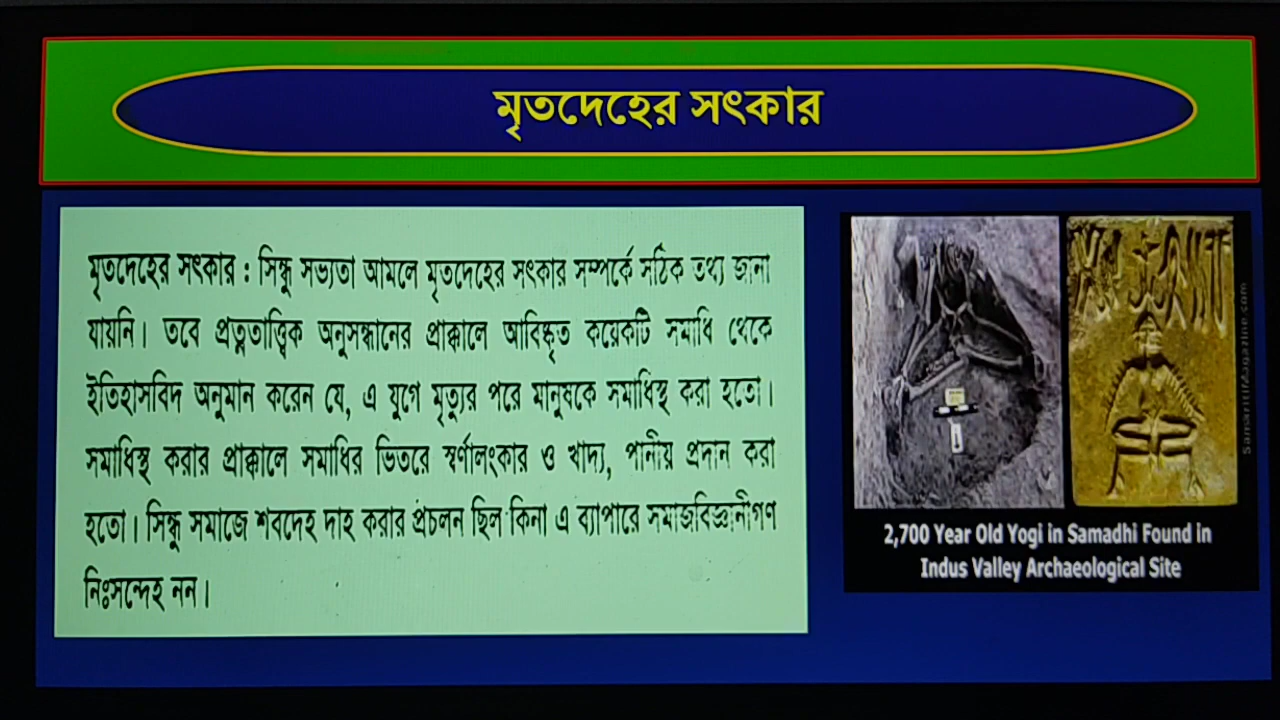 মৃতদেহের সৎকার
মৃতদেহের সৎকার : সিন্ধু সভ্যতা আমলে মৃতদেহের সৎকার সম্পর্কে সঠিক তথ্য জানা
যায়নি। তবে প্রত্নতাত্ত্বিক অনুসন্ধানের প্রাক্কালে আবিষ্কৃত কয়েকটি সমাধি থেকে
ইতিহাসবিদ অনুমান করেন যে, এ যুগে মৃত্যুর পরে মানুষকে সমাধিস্থ করা হতো।
সমাধিস্থ করার প্রাক্কালে সমাধির ভিতরে স্বর্ণালংকার ও খাদ্য, পানীয় প্রদান করা
হতো। সিন্ধু সমাজে শবদেহ দাহ করার প্রচলন ছিল কিনা এ ব্যাপারে সমাজবিজ্ঞানীগণ
নিঃসন্দেহ নন।
SamskritiMagazine.com
2,700 Year Old Yogi in Samadhi Found in
Indus Valley Archaeological Site